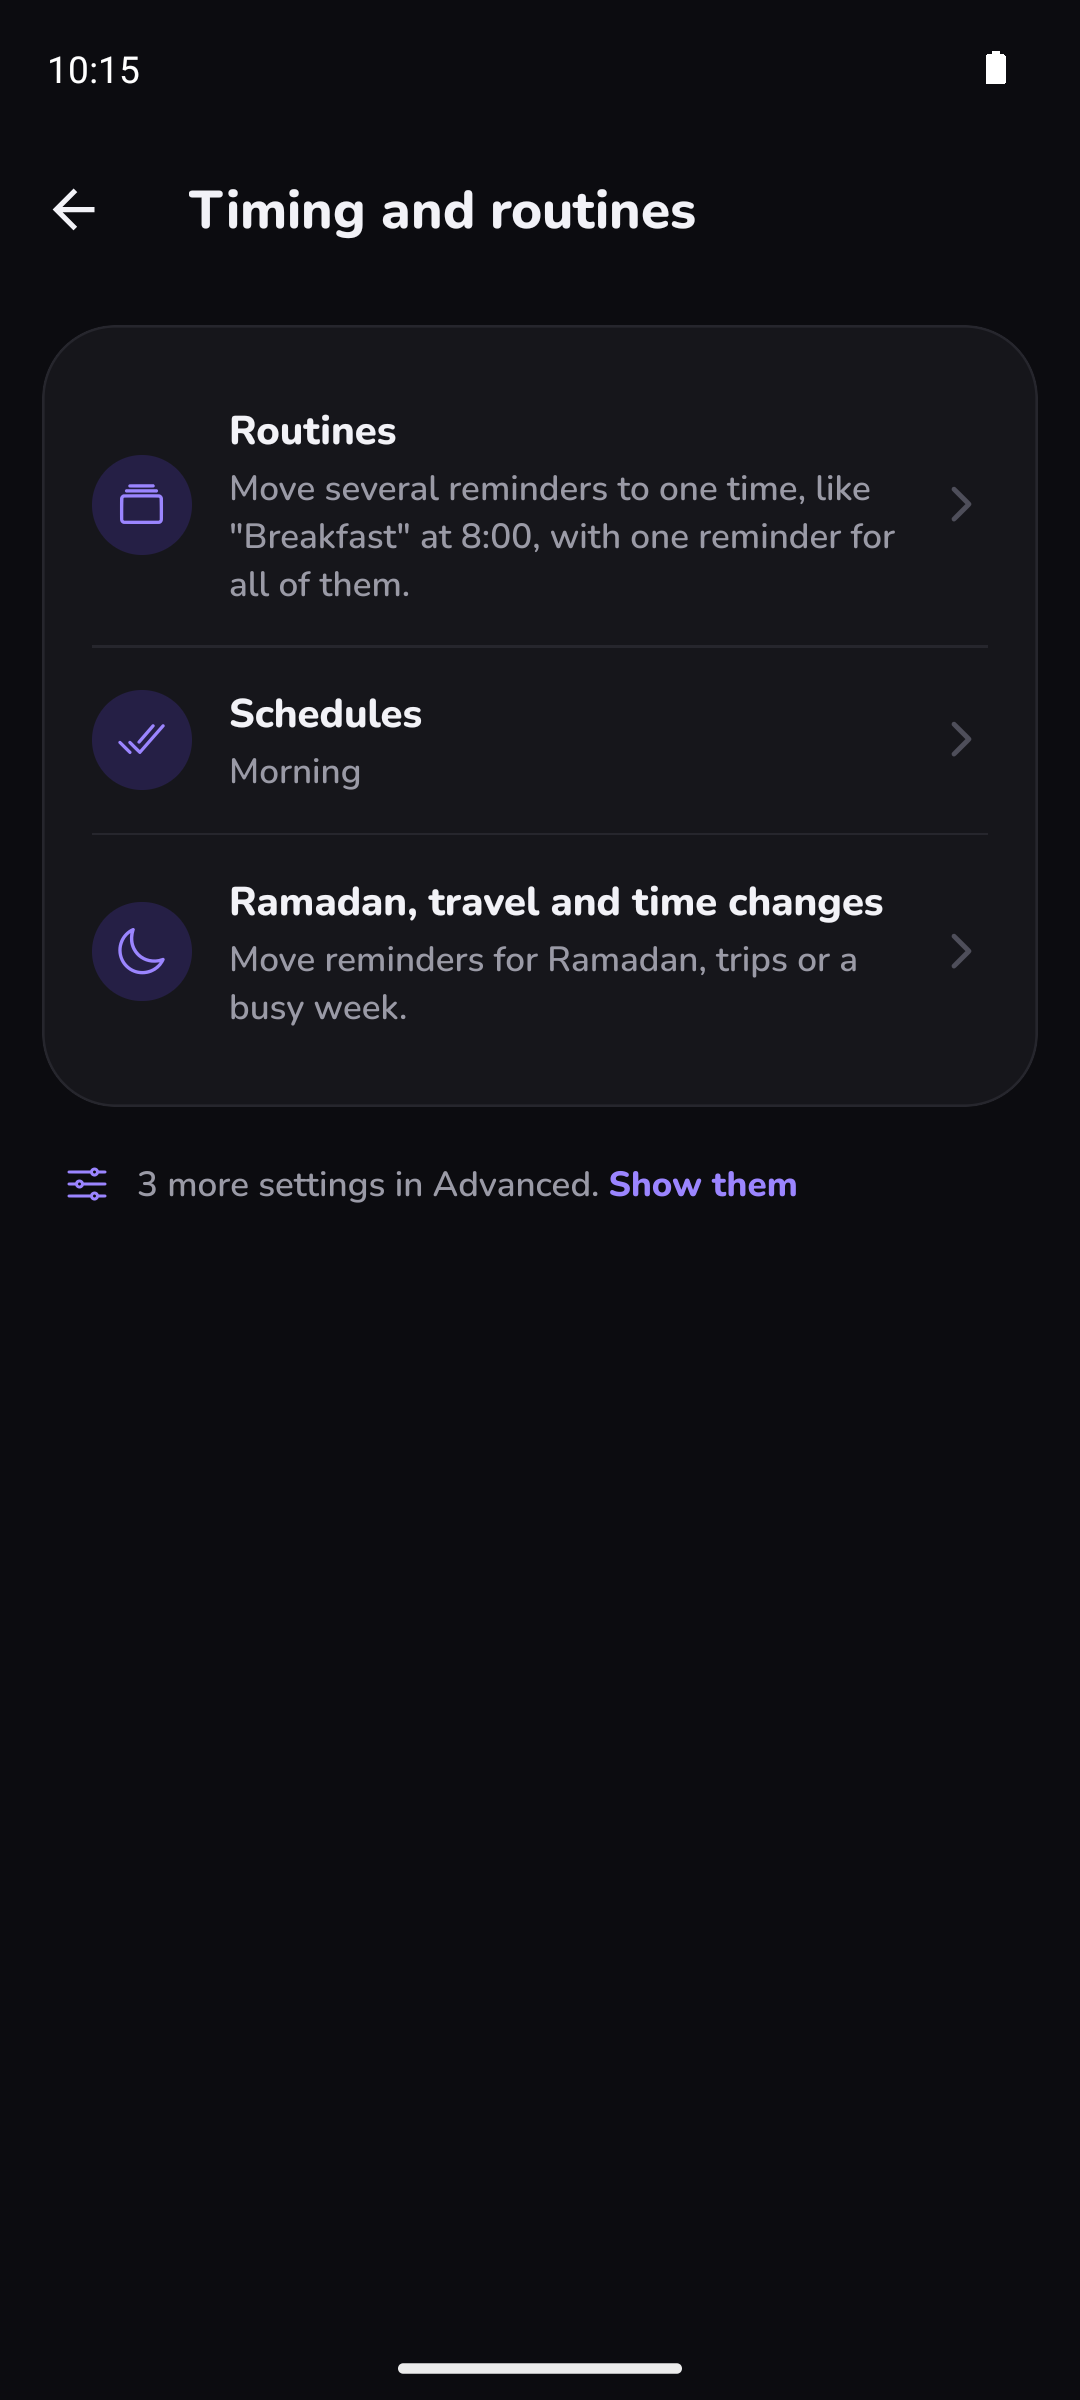 10:15
Timing and routines
Routines
Move several reminders to one time, like
"Breakfast" at 8:00, with one reminder for
all of them.
Schedules
Morning
Ramadan, travel and time changes
Move reminders for Ramadan, trips or a
busy week.
3 more settings in Advanced. Show them